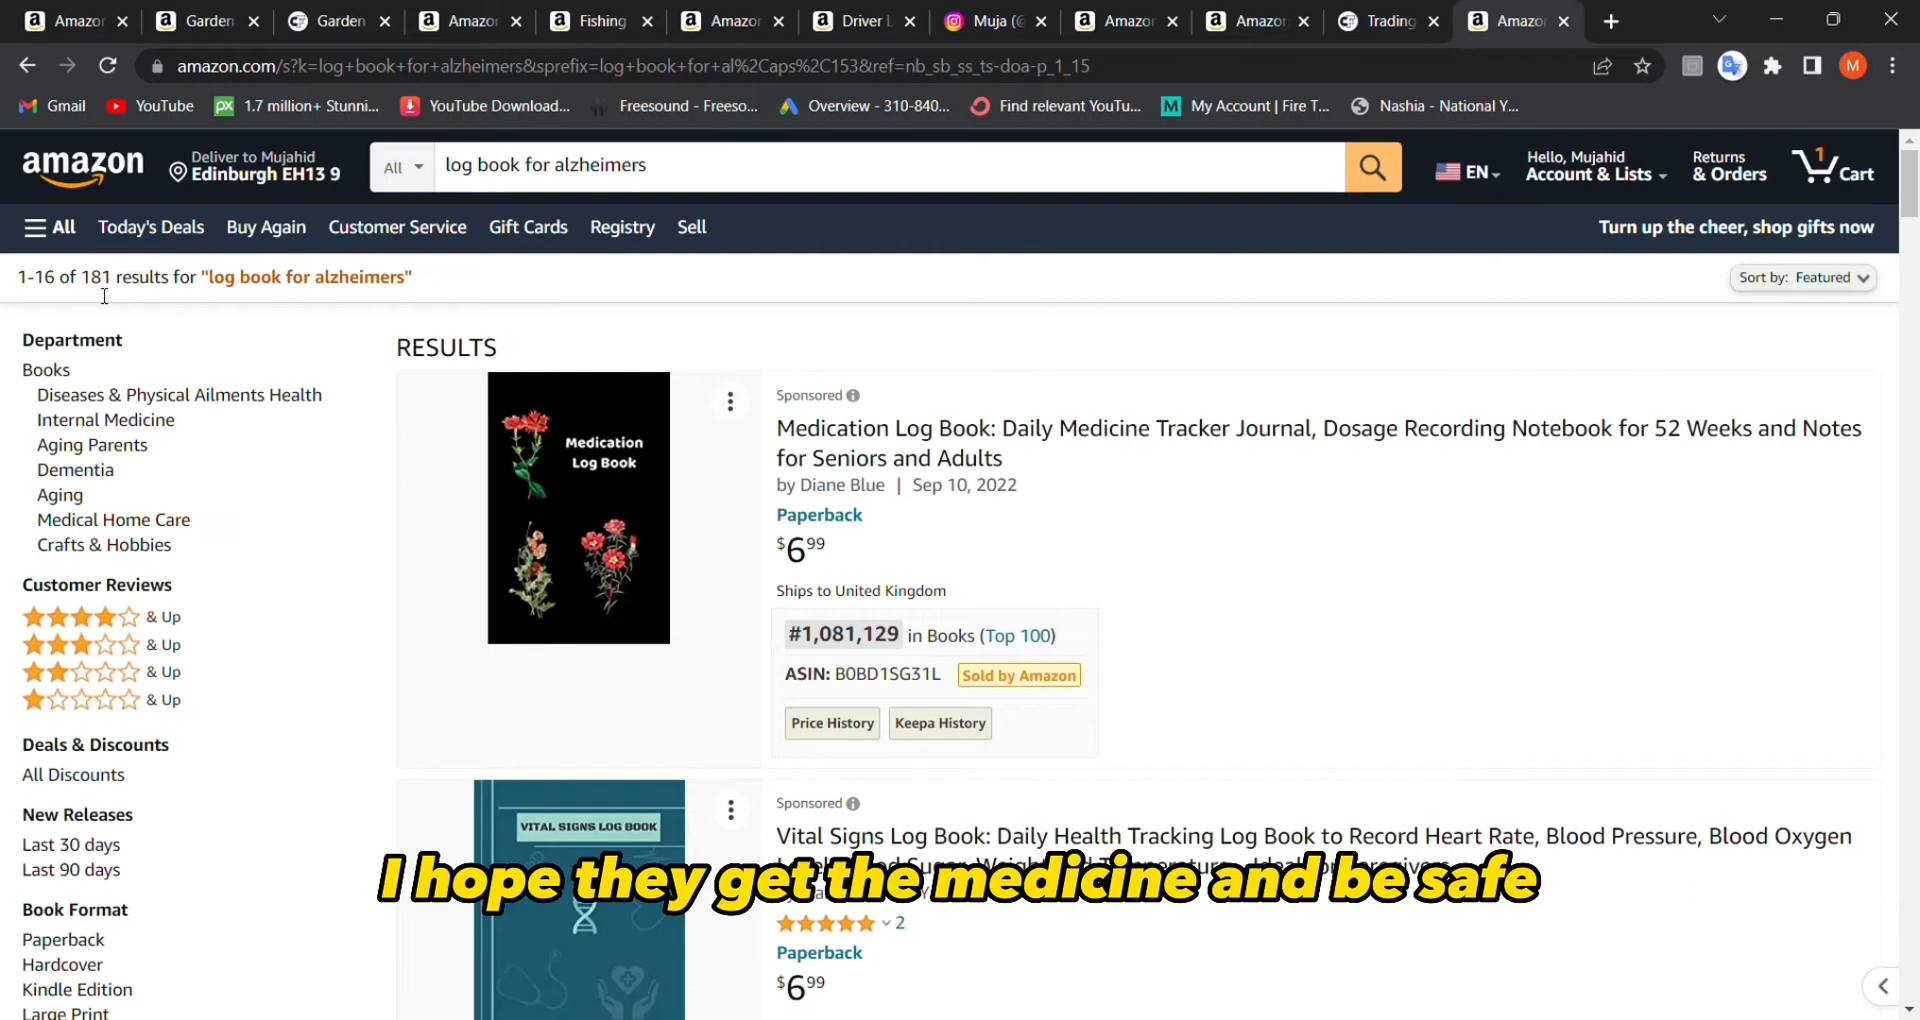 Amazo Garden Garden Amazo Fishing Amazo Driver L Muja (@ Amazo Amazo Trading Amazo
amazon.com/s?k=log+book+for+alzheimers&sprefix=log+book+for+al%2Caps%2C153&ref=nb_sb_ss_ts-doa-p_1_15
M
Gmail YouTube px 1.7 million+ Stunni... YouTube Download... Freesound - Freeso... Overview - 310-840... Find relevant YouTu... M My Account | Fire T... Nashia - National Y...
amazon
Deliver to Mujahid
Edinburgh EH13 9
All
log book for alzheimers
EN
Hello, Mujahid
Account & Lists
Returns
& Orders
1
Cart
All Today's Deals Buy Again Customer Service Gift Cards Registry Sell
Turn up the cheer, shop gifts now
1-16 of 181 results for "log book for alzheimers"
Sort by: Featured
Department
Books
Diseases & Physical Ailments Health
Internal Medicine
Aging Parents
Dementia
Aging
Medical Home Care
Crafts & Hobbies
Customer Reviews
& Up
& Up
& Up
& Up
Deals & Discounts
All Discounts
New Releases
Last 30 days
Last 90 days
Book Format
Paperback
Hardcover
Kindle Edition
Large Print
RESULTS
Medication
Log Book
Sponsored
Medication Log Book: Daily Medicine Tracker Journal, Dosage Recording Notebook for 52 Weeks and Notes
for Seniors and Adults
by Diane Blue | Sep 10, 2022
Paperback
$6 99
Ships to United Kingdom
#1,081,129 in Books (Top 100)
ASIN: B0BD1SG31L Sold by Amazon
Price History Keepa History
VITAL SIGNS LOG BOOK
Sponsored
Vital Signs Log Book: Daily Health Tracking Log Book to Record Heart Rate, Blood Pressure, Blood Oxygen
I hope they get the medicine and be safe
2
Paperback
$6 99